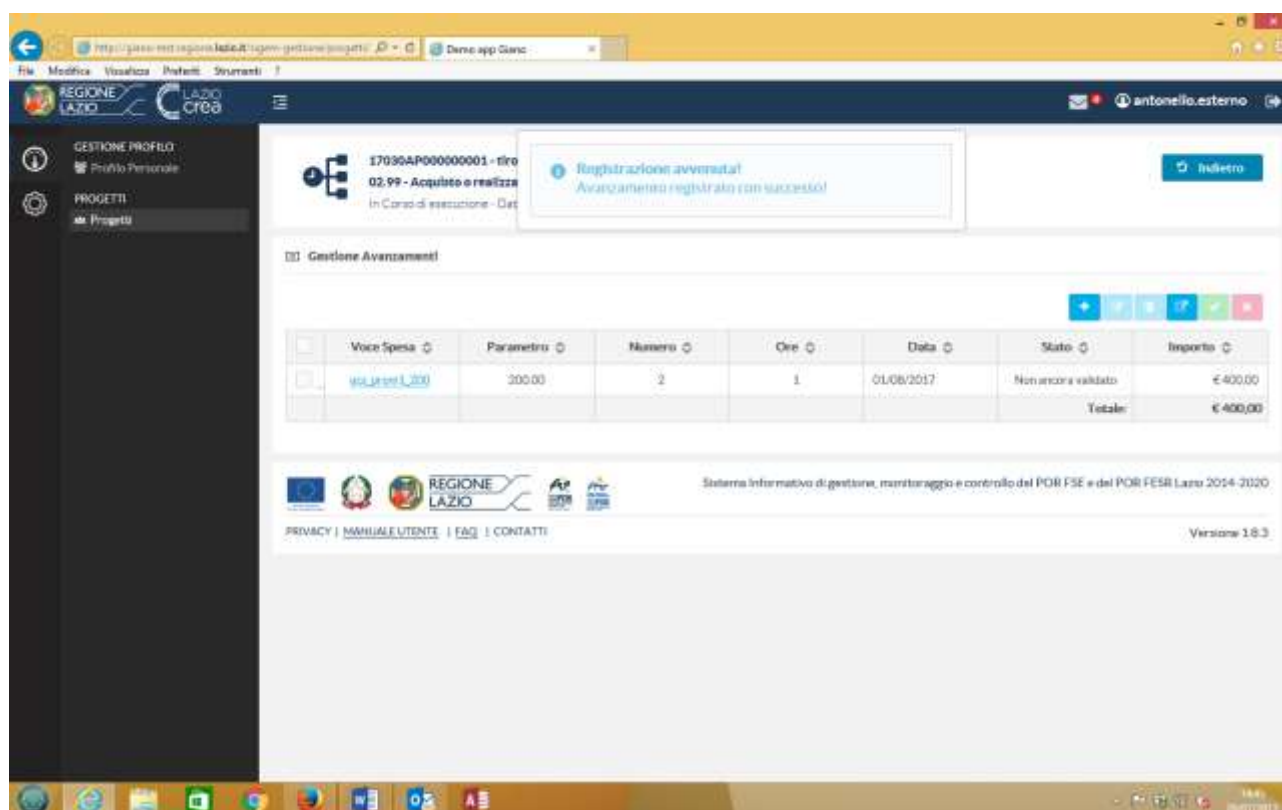 Demo app Giano
File Modifica Visualizza Preferiti Strumenti ?
REGIONE LAZIO
LAZIO crea
antonello.esterno
GESTIONE PROFILO
Profilo Personale
PROGETTI
Progetti
17030AP000000001 - tiro
02.99 - Acquisto o realizza
In Corso di esecuzione - Dat
Registrazione avvenuta!
Avanzamento registrato con successo!
Indietro
Gestione Avanzamenti
Voce Spesa Parametro Numero Ore Data Stato Importo
200.00 2 1 01/08/2017 Non ancora validato € 400,00
Totale: € 400,00
REGIONE LAZIO
Sistema Informativo di gestione, monitoraggio e controllo del POR FSE e del POR FESR Lazio 2014-2020
PRIVACY | MANUALE UTENTE | FAQ | CONTATTI
Versione 1.8.3